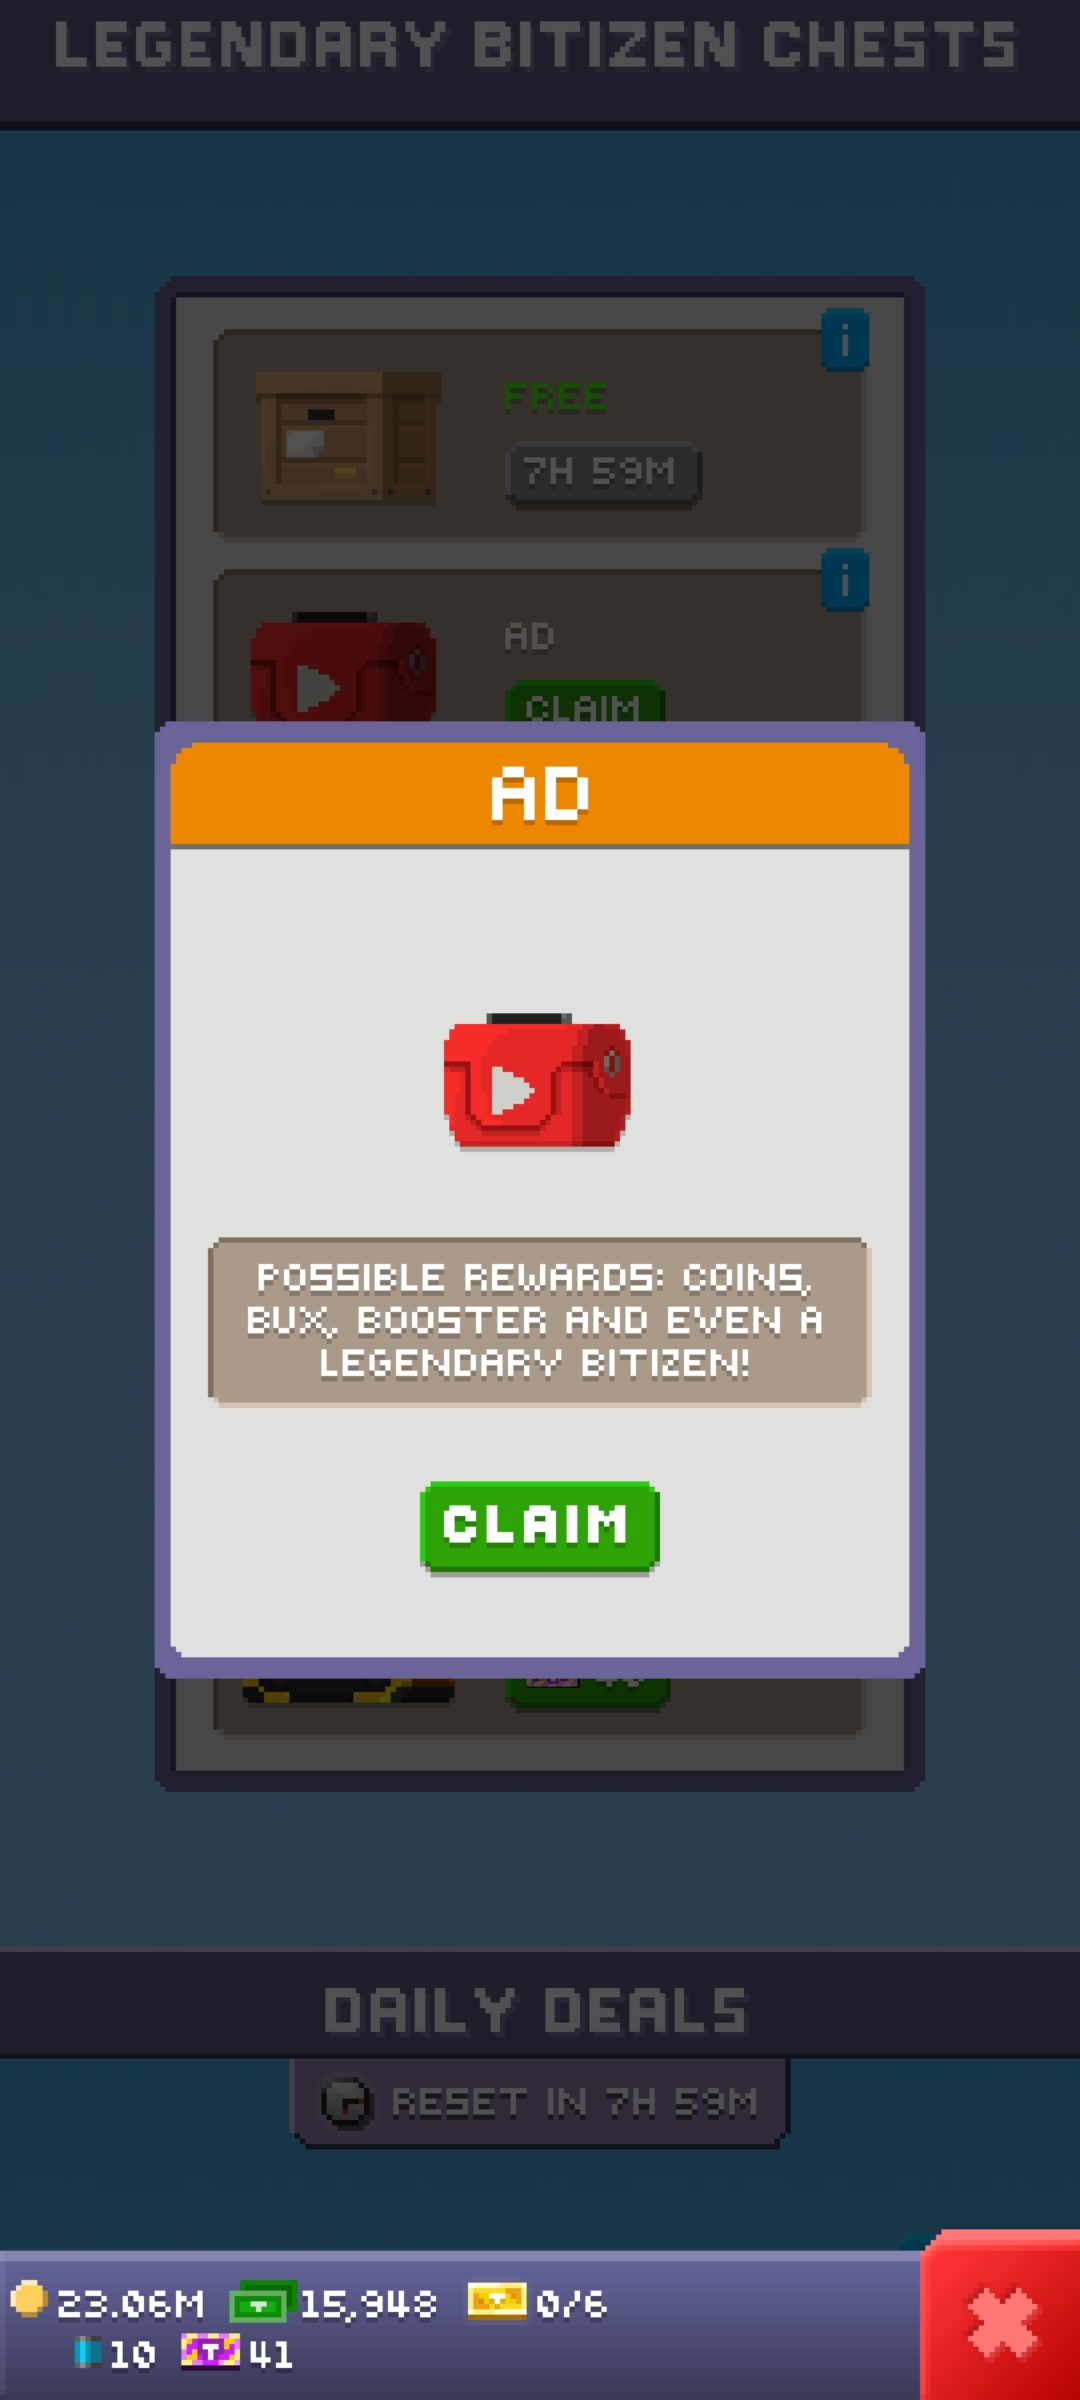 LEGENDARY BITIZEN CHESTS
i
FREE
7H 59M
i
AD
CLAIM
AD
POSSIBLE REWARDS: COINS,
BUX, BOOSTER AND EVEN A
LEGENDARY BITIZEN!
CLAIM
DAILY DEALS
RESET IN 7H 59M
23.06M 15,948 0/6
10 41